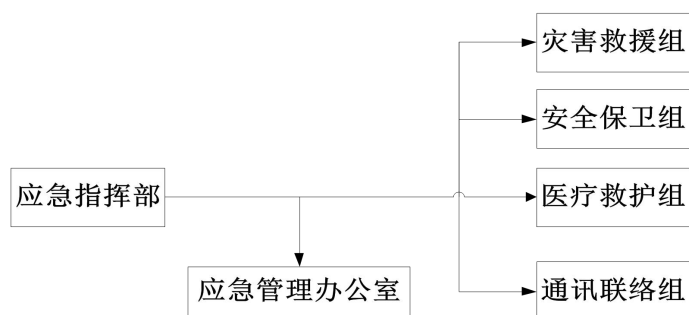 灾害救援组
安全保卫组
应急指挥部
医疗救护组
应急管理办公室
通讯联络组